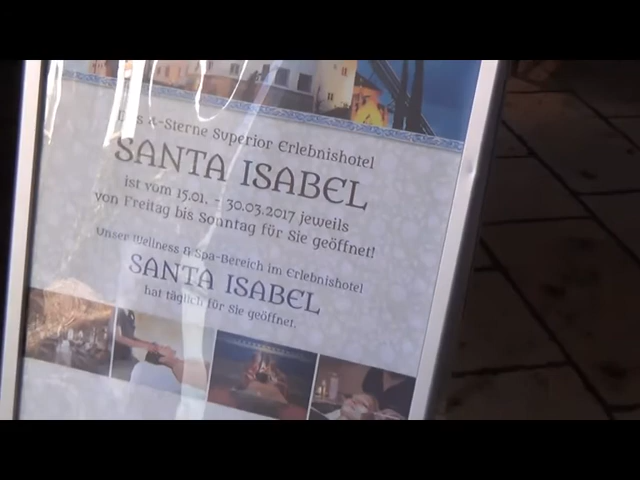 Das 4-Sterne Superior Erlebnishotel
SANTA ISABEL
ist vom 15.01. - 30.03.2017 jeweils
von Freitag bis Sonntag für Sie geöffnet!
Unser Wellness & Spa-Bereich im Erlebnishotel
SANTA ISABEL
hat täglich für Sie geöffnet.